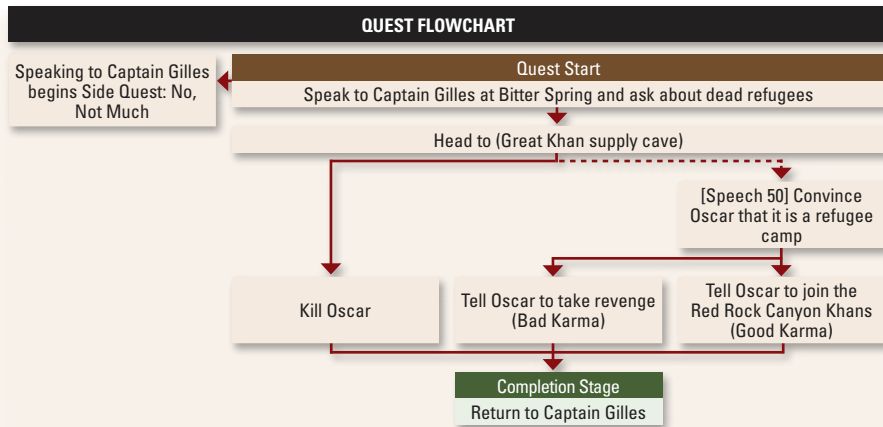 QUEST FLOWCHART
Speaking to Captain Gilles
begins Side Quest: No,
Not Much
Quest Start
Speak to Captain Gilles at Bitter Spring and ask about dead refugees
Head to (Great Khan supply cave)
[Speech 50] Convince
Oscar that it is a refugee
camp
Kill Oscar
Tell Oscar to take revenge
(Bad Karma)
Tell Oscar to join the
Red Rock Canyon Khans
(Good Karma)
Completion Stage
Return to Captain Gilles